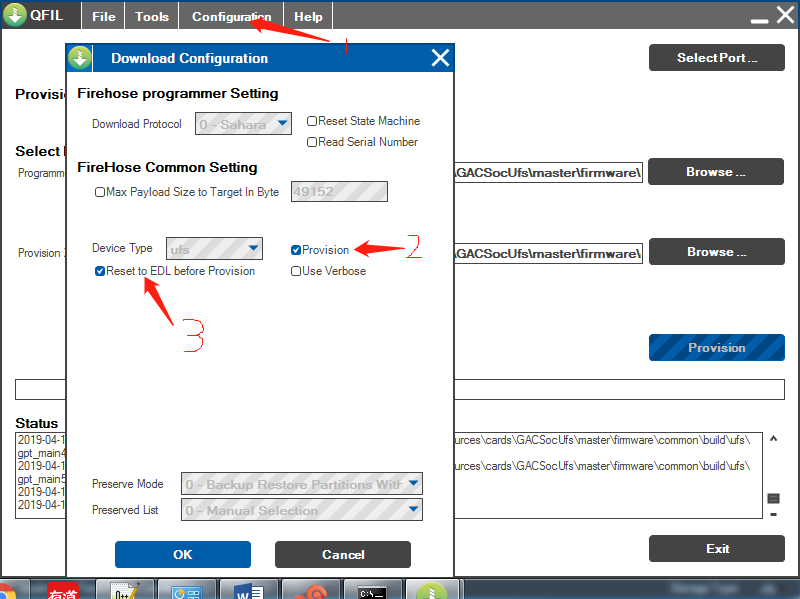 QFIL
File Tools Configuration Help
1
Download Configuration
Select Port ...
Firehose programmer Setting
Download Protocol 0 - Sahara Reset State Machine
Read Serial Number
FireHose Common Setting
Max Payload Size to Target In Byte 49152
Device Type ufs Provision 2
Reset to EDL before Provision Use Verbose
3
Preserve Mode 0 - Backup Restore Partitions With
Preserved List 0 - Manual Selection
OK Cancel
Provisi
Select
Programm \GACSocUfs\master\firmware\ Browse ...
Provision \GACSocUfs\master\firmware\ Browse ...
Provision
Status
2019-04-1 urces\cards\GACSocUfs\master\firmware\common\build\ufs\
gpt_main4
2019-04-1 urces\cards\GACSocUfs\master\firmware\common\build\ufs\
gpt_main5
2019-04-1
2019-04-1
Exit
有道